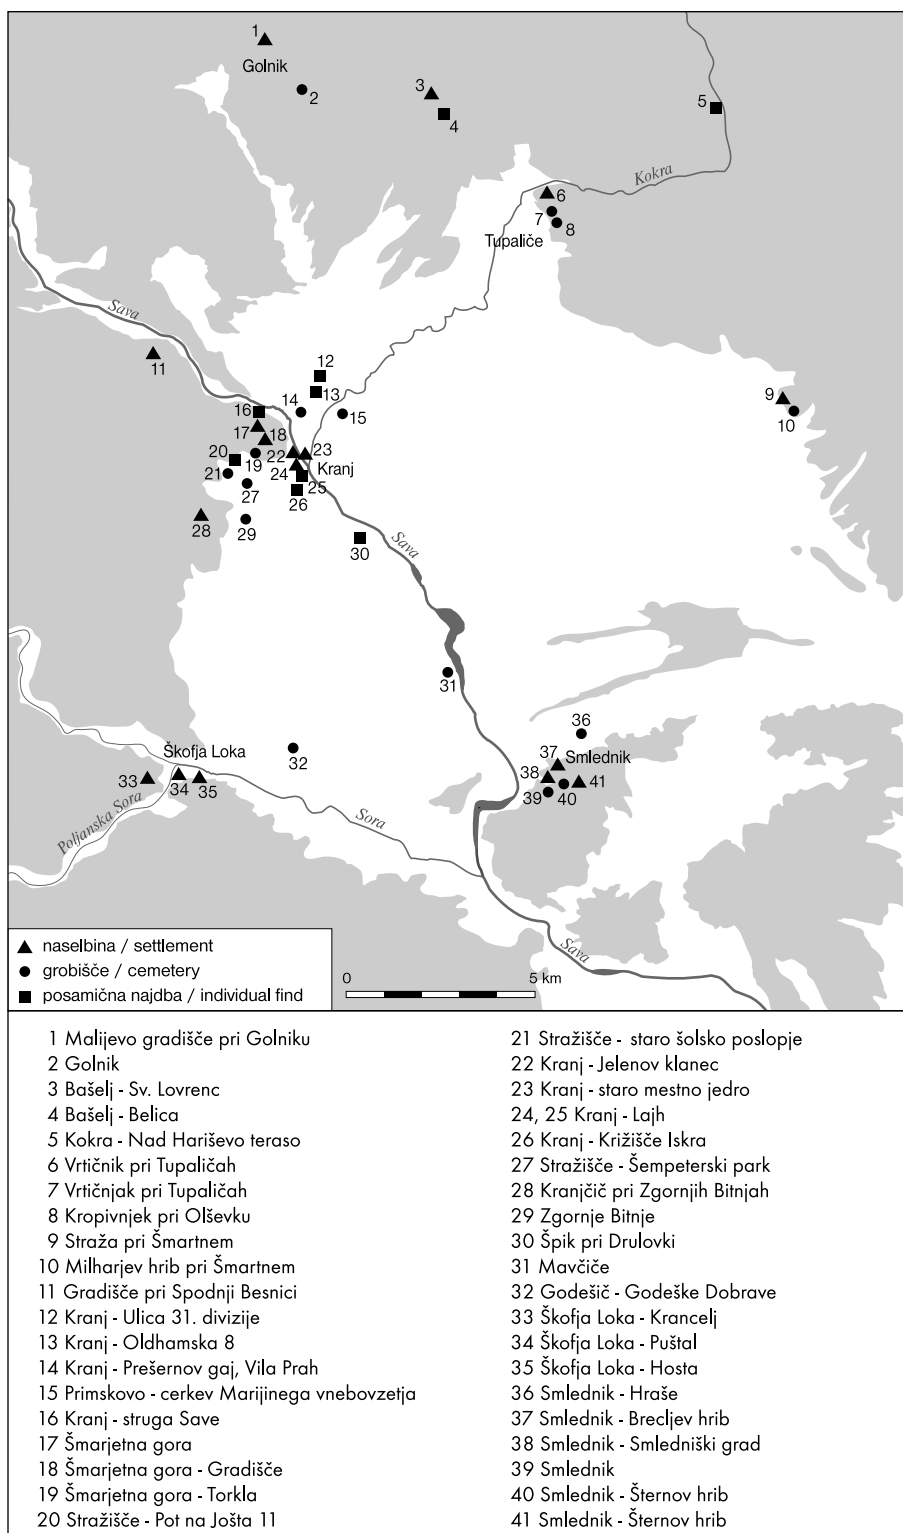 1
Golnik
2
3
4
5
Kokra
6
7
8
Tupaliče
Sava
11
12
13
14
15
9
10
16
17
18
19
20
21
22
23
24
Kranj
25
26
27
28
29
30
Sava
31
32
Škofja Loka
33
34
35
Poljanska Sora
Sora
36
37
Smlednik
38
39
40
41
Sava
naselbina / settlement
grobišče / cemetery
posamična najdba / individual find
0 5 km
1 Malijevo gradišče pri Golniku
2 Golnik
3 Bašelj - Sv. Lovrenc
4 Bašelj - Belica
5 Kokra - Nad Hariševo teraso
6 Vrtičnik pri Tupaličah
7 Vrtičnjak pri Tupaličah
8 Kropivnjek pri Olševku
9 Straža pri Šmartnem
10 Milharjev hrib pri Šmartnem
11 Gradišče pri Spodnji Besnici
12 Kranj - Ulica 31. divizije
13 Kranj - Oldhamska 8
14 Kranj - Prešernov gaj, Vila Prah
15 Primskovo - cerkev Marijinega vnebovzetja
16 Kranj - struga Save
17 Šmarjetna gora
18 Šmarjetna gora - Gradišče
19 Šmarjetna gora - Torkla
20 Stražišče - Pot na Jošta 11
21 Stražišče - staro šolsko poslopje
22 Kranj - Jelenov klanec
23 Kranj - staro mestno jedro
24, 25 Kranj - Lajh
26 Kranj - Križišče Iskra
27 Stražišče - Šempeterski park
28 Kranjčič pri Zgornjih Bitnjah
29 Zgornje Bitnje
30 Špik pri Drulovki
31 Mavčiče
32 Godešič - Godeške Dobrave
33 Škofja Loka - Krancelj
34 Škofja Loka - Puštal
35 Škofja Loka - Hosta
36 Smlednik - Hraše
37 Smlednik - Brecljev hrib
38 Smlednik - Smledniški grad
39 Smlednik
40 Smlednik - Šternov hrib
41 Smlednik - Šternov hrib